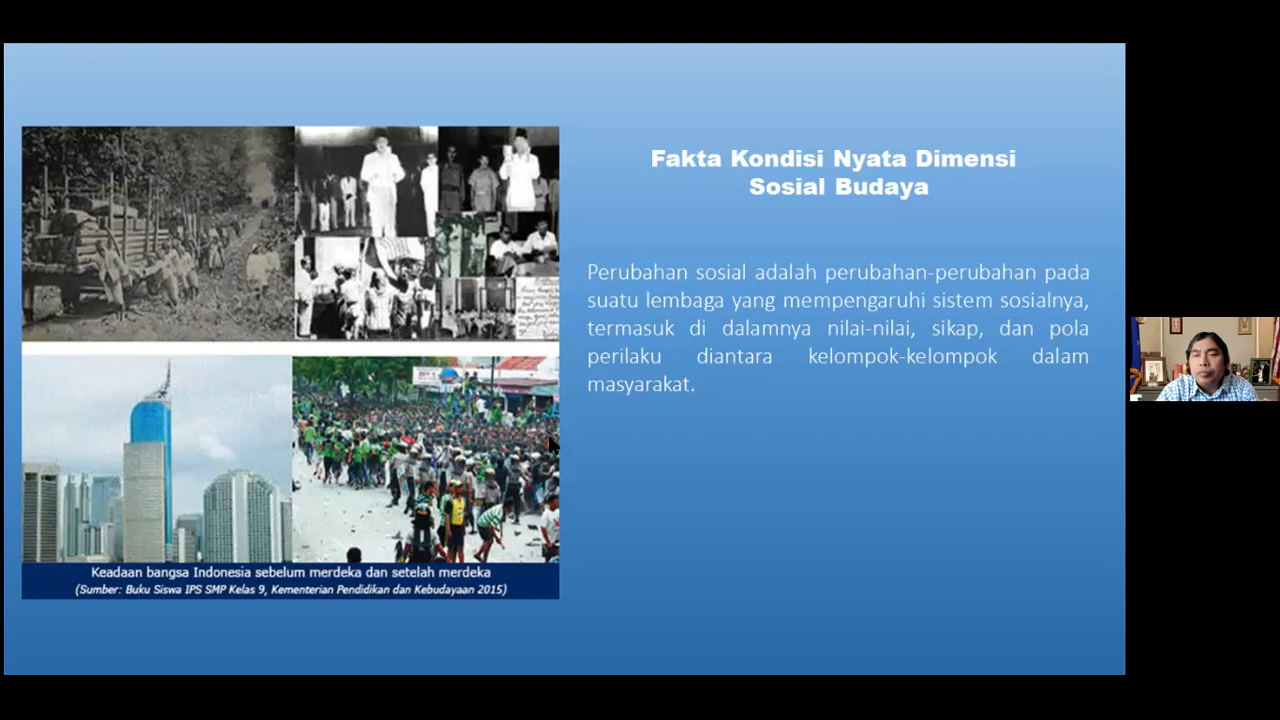 Fakta Kondisi Nyata Dimensi
Sosial Budaya
Perubahan sosial adalah perubahan-perubahan pada
suatu lembaga yang mempengaruhi sistem sosialnya,
termasuk di dalamnya nilai-nilai, sikap, dan pola
perilaku diantara kelompok-kelompok dalam
masyarakat.
Keadaan bangsa Indonesia sebelum merdeka dan setelah merdeka
(Sumber: Buku Siswa IPS SMP Kelas 9, Kementerian Pendidikan dan Kebudayaan 2015)